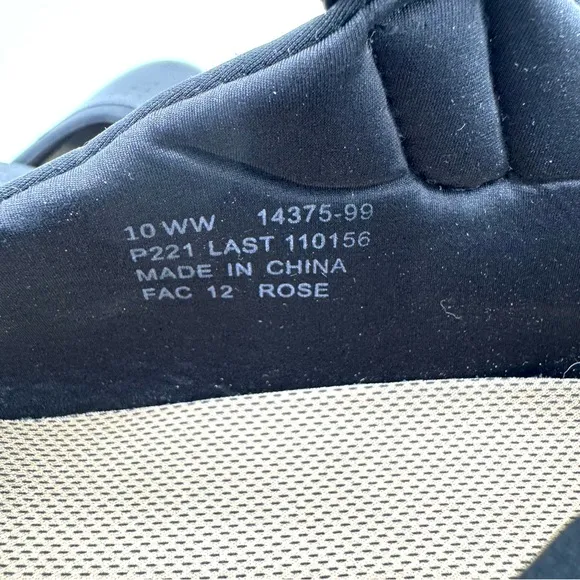 10 WW 14375-99
P221 LAST 110156
MADE IN CHINA
FAC 12 ROSE